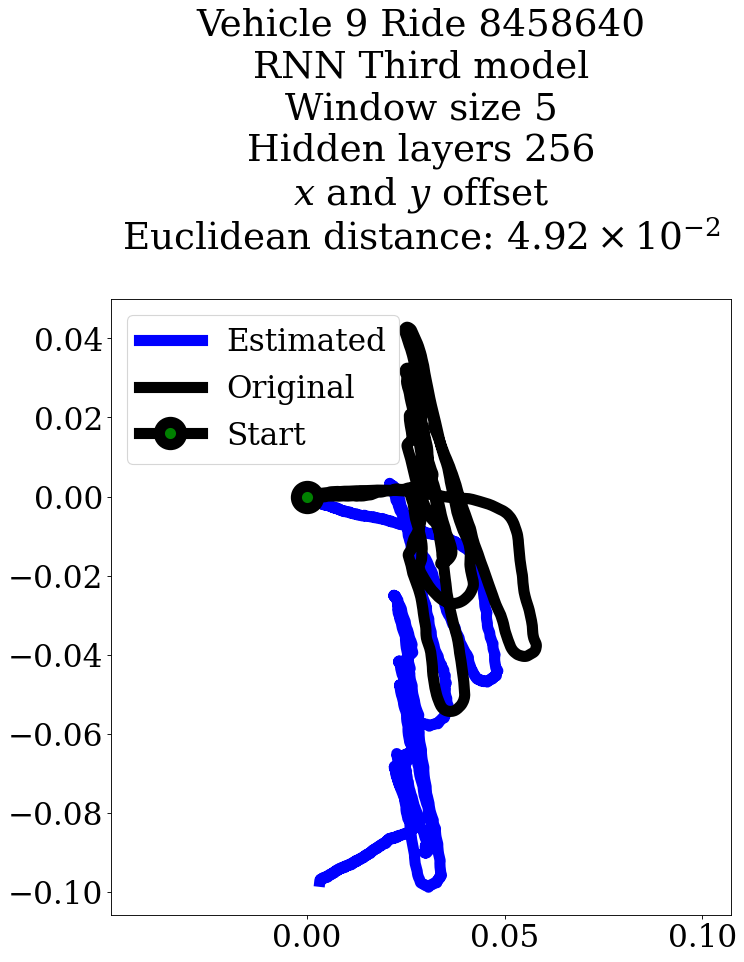 Vehicle 9 Ride 8458640
RNN Third model
Window size 5
Hidden layers 256
x and y offset
Euclidean distance: 4.92 × 10⁻²
Estimated
Original
Start
0.04
0.02
0.00
−0.02
−0.04
−0.06
−0.08
−0.10
0.00 0.05 0.10